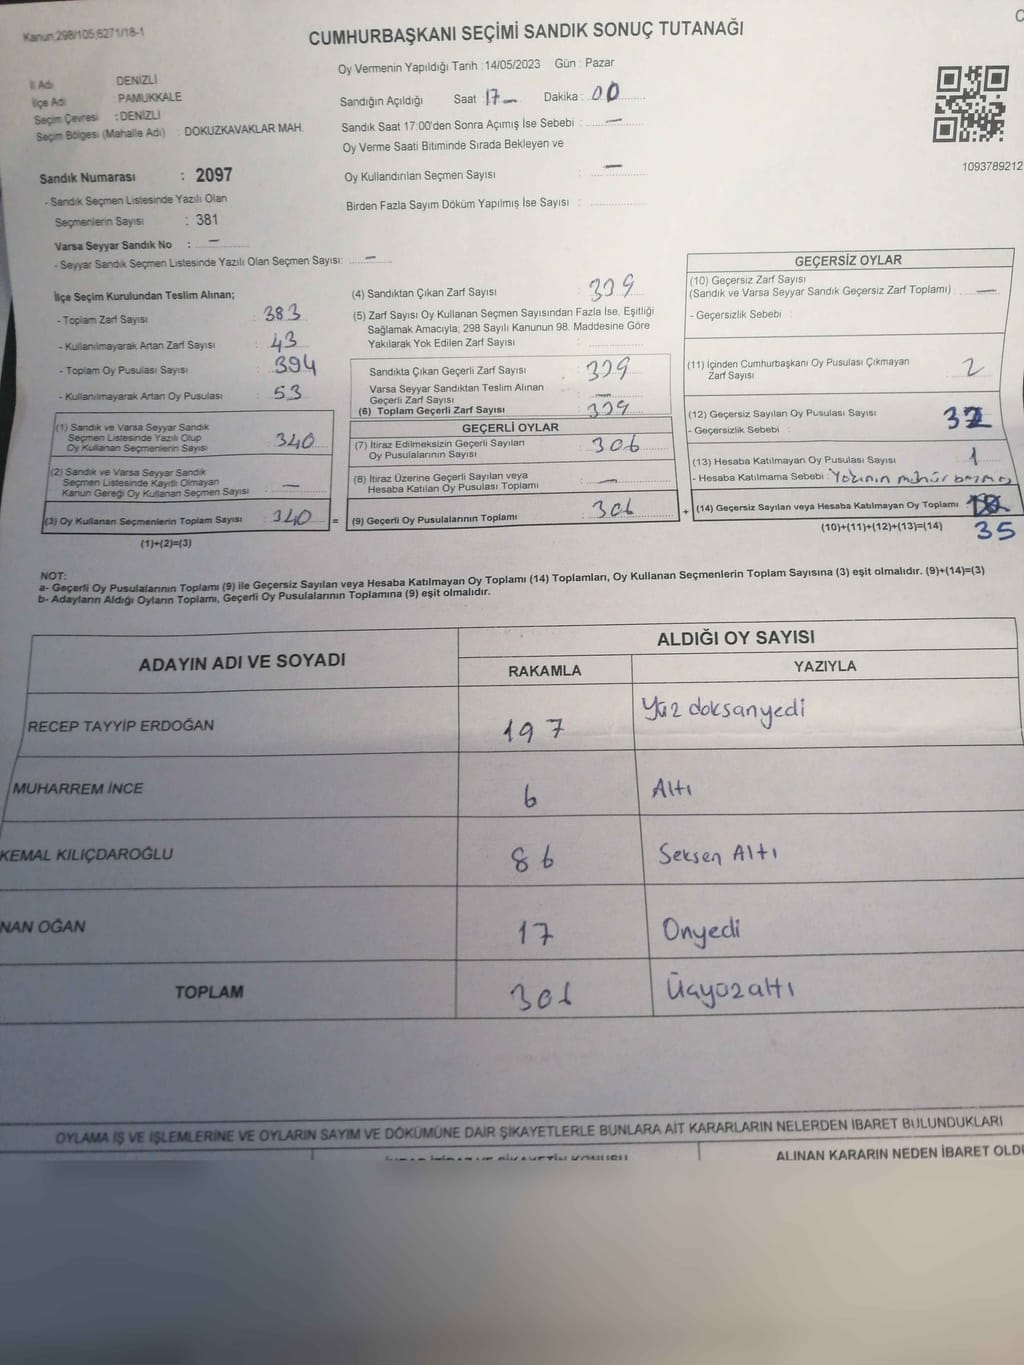 Kanun;298/105;6271/18-1
CUMHURBAŞKANI SEÇİMİ SANDIK SONUÇ TUTANAĞI
Oy Vermenin Yapıldığı Tarih :14/05/2023 Gün : Pazar
İl Adı DENİZLİ
İlçe Adı PAMUKKALE
Seçim Çevresi : DENİZLİ
Seçim Bölgesi (Mahalle Adı) : DOKUZKAVAKLAR MAH.
Sandığın Açıldığı Saat 17 Dakika : 00
Sandık Saat 17:00'den Sonra Açımış İse Sebebi : —
Oy Verme Saati Bitiminde Sırada Bekleyen ve
Oy Kullandırılan Seçmen Sayısı : —
Birden Fazla Sayım Döküm Yapılmış İse Sayısı :
1093789212
Sandık Numarası : 2097
- Sandık Seçmen Listesinde Yazılı Olan
Seçmenlerin Sayısı : 381
Varsa Seyyar Sandık No : —
- Seyyar Sandık Seçmen Listesinde Yazılı Olan Seçmen Sayısı: —
İlçe Seçim Kurulundan Teslim Alınan;
- Toplam Zarf Sayısı : 383
- Kullanılmayarak Artan Zarf Sayısı : 43
- Toplam Oy Pusulası Sayısı : 394
- Kullanılmayarak Artan Oy Pusulası : 53
(1) Sandık ve Varsa Seyyar Sandık
Seçmen Listesinde Yazılı Olup
Oy Kullanan Seçmenlerin Sayısı : 340
(2) Sandık ve Varsa Seyyar Sandık
Seçmen Listesinde Kayıtlı Olmayan
Kanun Gereği Oy Kullanan Seçmen Sayısı : —
(3) Oy Kullanan Seçmenlerin Toplam Sayısı : 340
(1)+(2)=(3)
(4) Sandıktan Çıkan Zarf Sayısı : 339
(5) Zarf Sayısı Oy Kullanan Seçmen Sayısından Fazla İse, Eşitliği
Sağlamak Amacıyla; 298 Sayılı Kanunun 98. Maddesine Göre
Yakılarak Yok Edilen Zarf Sayısı :
Sandıkta Çıkan Geçerli Zarf Sayısı : 339
Varsa Seyyar Sandıktan Teslim Alınan
Geçerli Zarf Sayısı : —
(6) Toplam Geçerli Zarf Sayısı : 339
GEÇERLİ OYLAR
(7) İtiraz Edilmeksizin Geçerli Sayılan
Oy Pusulalarının Sayısı : 306
(8) İtiraz Üzerine Geçerli Sayılan veya
Hesaba Katılan Oy Pusulası Toplamı : —
= (9) Geçerli Oy Pusulalarının Toplamı : 306
GEÇERSİZ OYLAR
(10) Geçersiz Zarf Sayısı
(Sandık ve Varsa Seyyar Sandık Geçersiz Zarf Toplamı) : —
- Geçersizlik Sebebi :
(11) İçinden Cumhurbaşkanı Oy Pusulası Çıkmayan
Zarf Sayısı : 2
(12) Geçersiz Sayılan Oy Pusulası Sayısı : 32
- Geçersizlik Sebebi :
(13) Hesaba Katılmayan Oy Pusulası Sayısı : 1
- Hesaba Katılmama Sebebi : Yazının mühür basması
+ (14) Geçersiz Sayılan veya Hesaba Katılmayan Oy Toplamı
(10)+(11)+(12)+(13)=(14) 35
NOT:
a- Geçerli Oy Pusulalarının Toplamı (9) ile Geçersiz Sayılan veya Hesaba Katılmayan Oy Toplamı (14) Toplamları, Oy Kullanan Seçmenlerin Toplam Sayısına (3) eşit olmalıdır. (9)+(14)=(3)
b- Adayların Aldığı Oyların Toplamı, Geçerli Oy Pusulalarının Toplamına (9) eşit olmalıdır.
ADAYIN ADI VE SOYADI ALDIĞI OY SAYISI
RAKAMLA YAZIYLA
RECEP TAYYİP ERDOĞAN 197 Yüz doksanyedi
MUHARREM İNCE 6 Altı
KEMAL KILIÇDAROĞLU 86 Seksen Altı
NAN OĞAN 17 Onyedi
TOPLAM 306 Üçyüzaltı
OYLAMA İŞ VE İŞLEMLERİNE VE OYLARIN SAYIM VE DÖKÜMÜNE DAİR ŞİKAYETLERLE BUNLARA AİT KARARLARIN NELERDEN İBARET BULUNDUKLARI
ALINAN KARARIN NEDEN İBARET OLDU